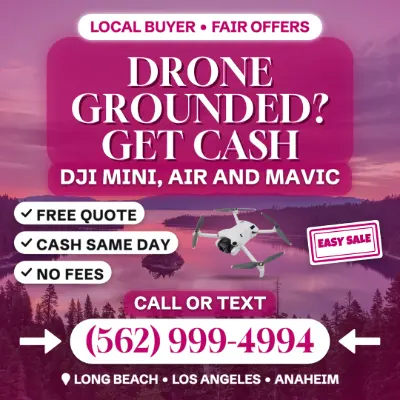 LOCAL BUYER • FAIR OFFERS
DRONE
GROUNDED?
GET CASH
DJI MINI, AIR AND MAVIC
✓ FREE QUOTE
✓ CASH SAME DAY
✓ NO FEES
EASY SALE
CALL OR TEXT
(562) 999-4994
LONG BEACH • LOS ANGELES • ANAHEIM